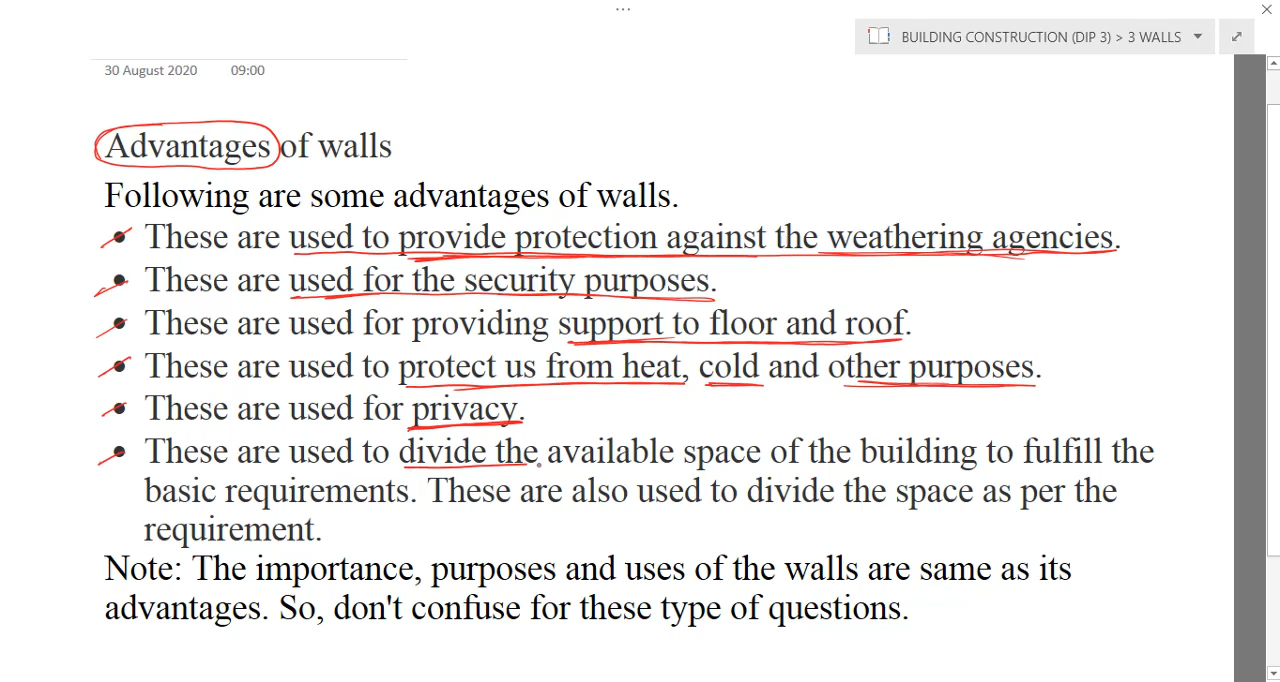 ...
BUILDING CONSTRUCTION (DIP 3) > 3 WALLS
30 August 2020 09:00
Advantages of walls
Following are some advantages of walls.
• These are used to provide protection against the weathering agencies.
• These are used for the security purposes.
• These are used for providing support to floor and roof.
• These are used to protect us from heat, cold and other purposes.
• These are used for privacy.
• These are used to divide the available space of the building to fulfill the
basic requirements. These are also used to divide the space as per the
requirement.
Note: The importance, purposes and uses of the walls are same as its
advantages. So, don't confuse for these type of questions.